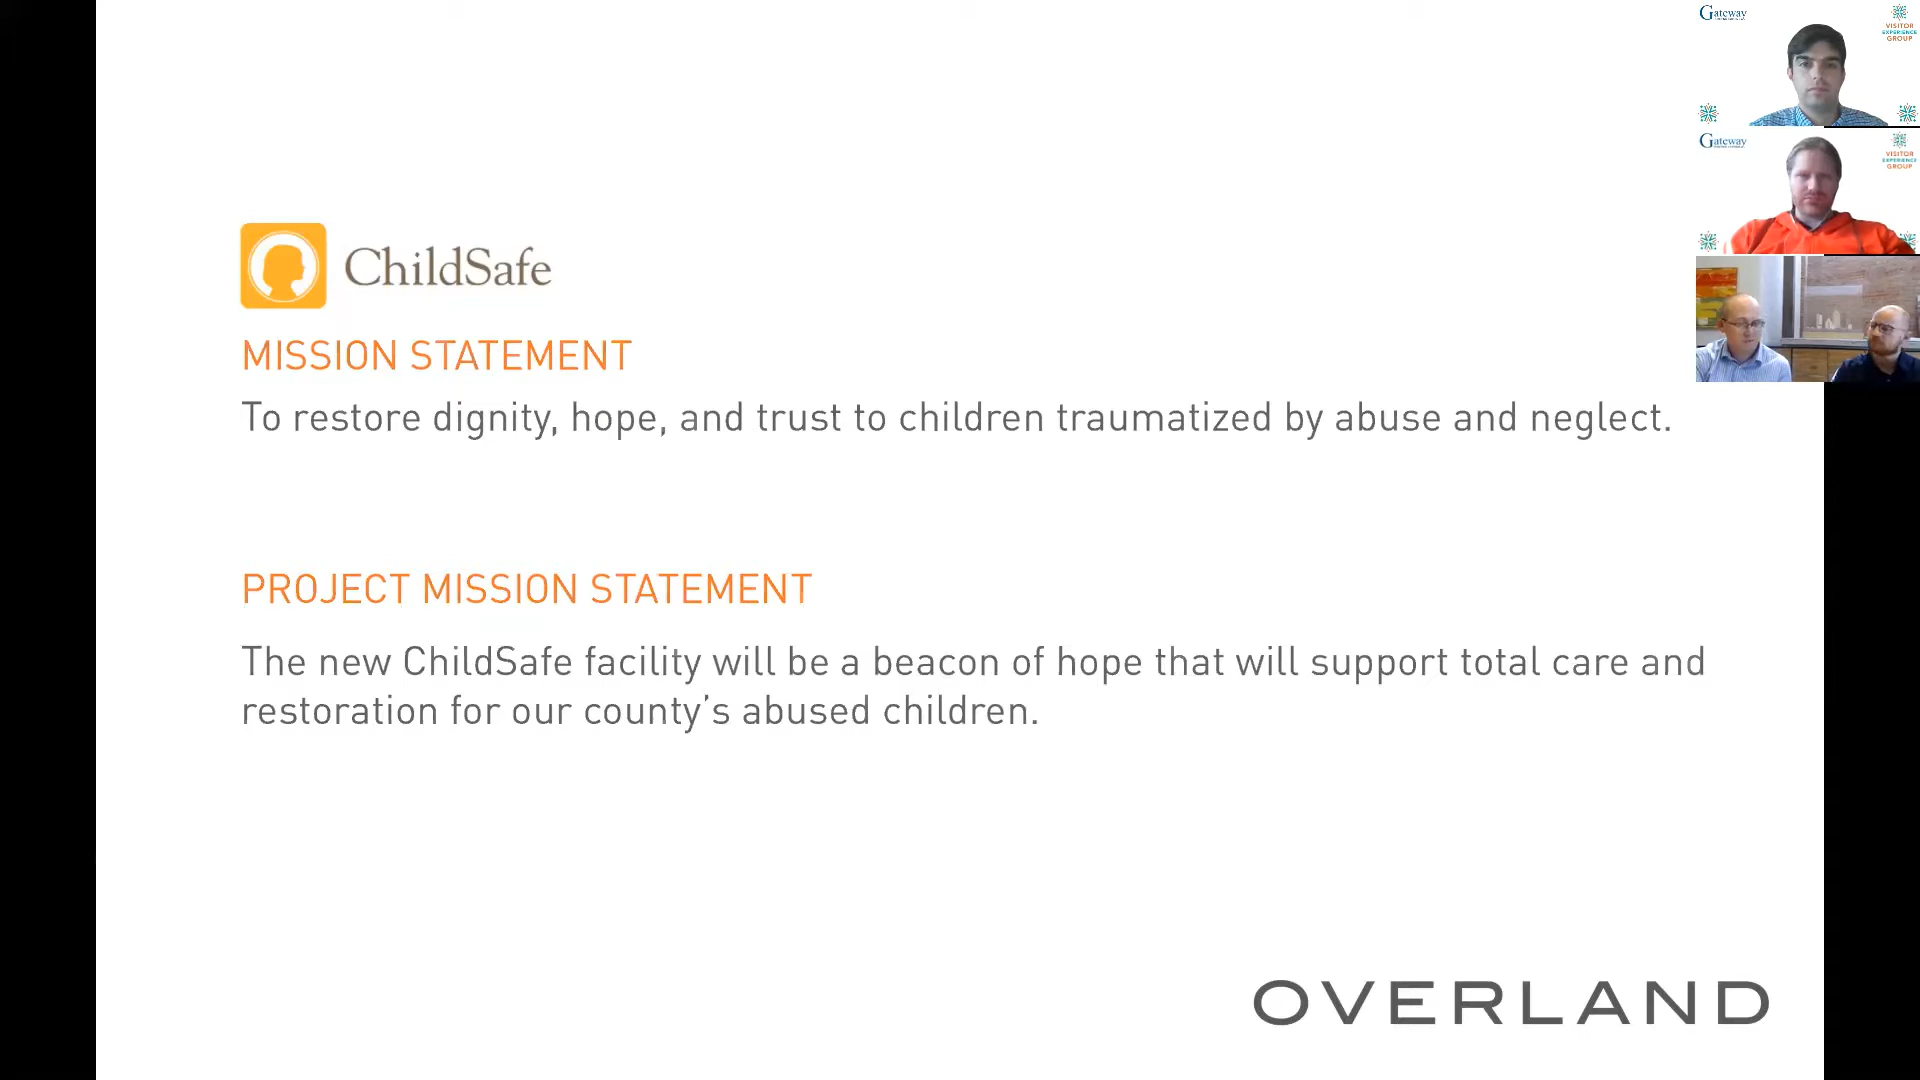 Gateway
VISITOR
EXPERIENCE
GROUP
Gateway
VISITOR
EXPERIENCE
GROUP
ChildSafe
MISSION STATEMENT
To restore dignity, hope, and trust to children traumatized by abuse and neglect.
PROJECT MISSION STATEMENT
The new ChildSafe facility will be a beacon of hope that will support total care and
restoration for our county’s abused children.
OVERLAND